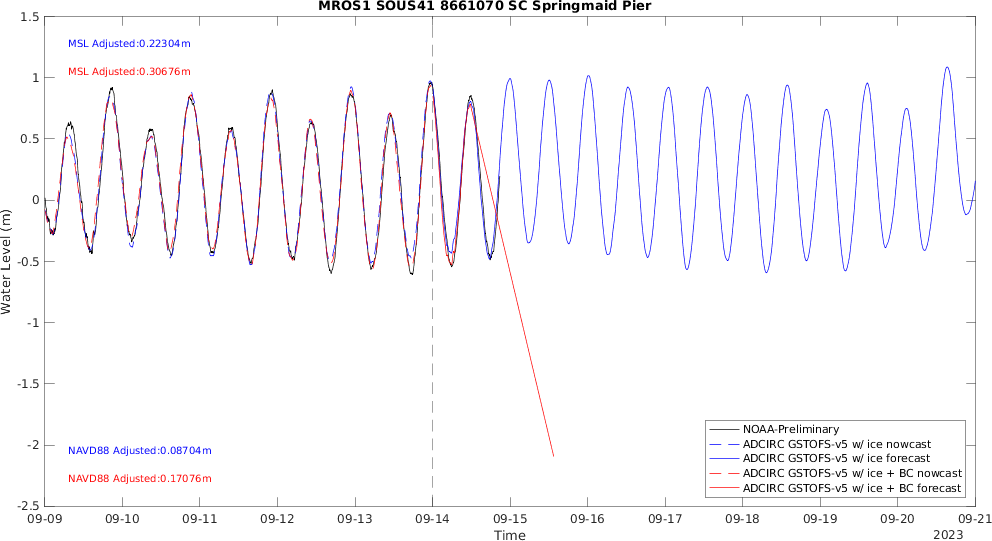 MROS1 SOUS41 8661070 SC Springmaid Pier
MSL Adjusted:0.22304m
MSL Adjusted:0.30676m
NAVD88 Adjusted:0.08704m
NAVD88 Adjusted:0.17076m
Water Level (m)
1.5
1
0.5
0
-0.5
-1
-1.5
-2
-2.5
NOAA-Preliminary
ADCIRC GSTOFS-v5 w/ ice nowcast
ADCIRC GSTOFS-v5 w/ ice forecast
ADCIRC GSTOFS-v5 w/ ice + BC nowcast
ADCIRC GSTOFS-v5 w/ ice + BC forecast
09-09 09-10 09-11 09-12 09-13 09-14 09-15 09-16 09-17 09-18 09-19 09-20 09-21
Time
2023